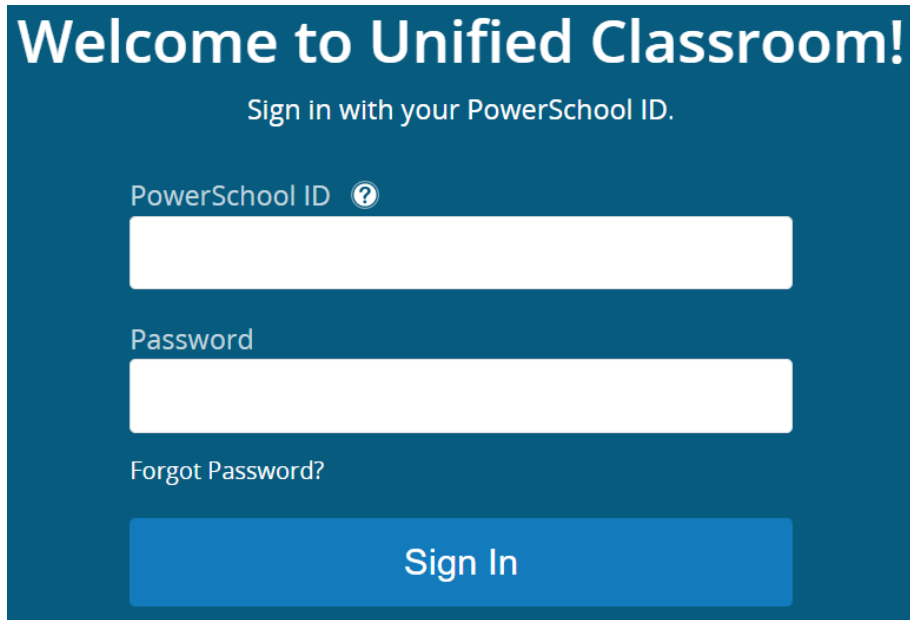 Welcome to Unified Classroom!
Sign in with your PowerSchool ID.
PowerSchool ID ?
Password
Forgot Password?
Sign In